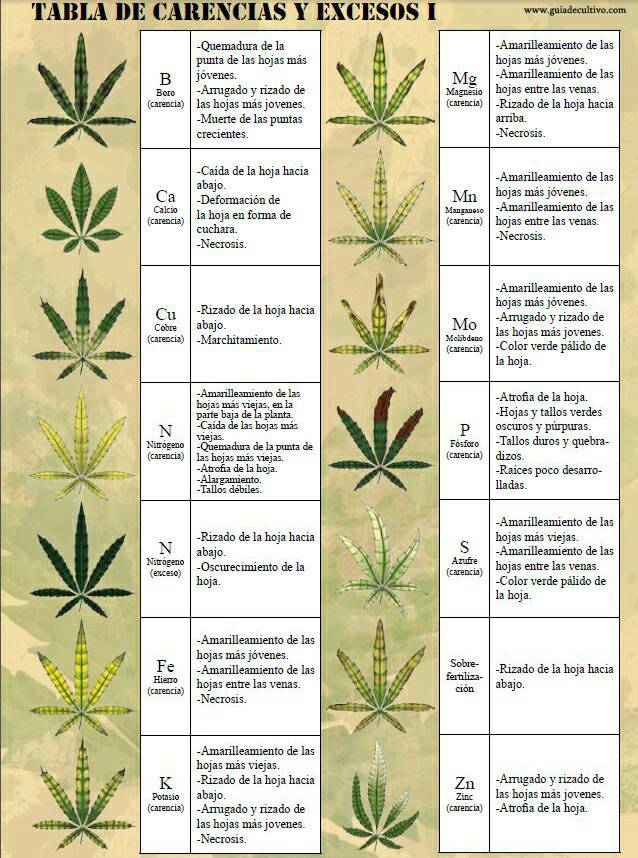 TABLA DE CARENCIAS Y EXCESOS I
www.guiadecultivo.com
B
Boro
(carencia)
-Quemadura de la
punta de las hojas más
jóvenes.
-Arrugado y rizado de
las hojas más jovenes.
-Muerte de las puntas
crecientes.
Ca
Calcio
(carencia)
-Caída de la hoja hacia
abajo.
-Deformación de
la hoja en forma de
cuchara.
-Necrosis.
Cu
Cobre
(carencia)
-Rizado de la hoja hacia
abajo.
-Marchitamiento.
N
Nitrógeno
(carencia)
-Amarilleamiento de las
hojas más viejas, en la
parte baja de la planta.
-Caída de las hojas más
viejas.
-Quemadura de la punta de
las hojas más viejas.
-Atrofia de la hoja.
-Alargamiento.
-Tallos débiles.
N
Nitrógeno
(exceso)
-Rizado de la hoja hacia
abajo.
-Oscurecimiento de la
hoja.
Fe
Hierro
(carencia)
-Amarilleamiento de las
hojas más jóvenes.
-Amarilleamiento de las
hojas entre las venas.
-Necrosis.
K
Potasio
(carencia)
-Amarilleamiento de las
hojas más viejas.
-Rizado de la hoja hacia
abajo.
-Arrugado y rizado de
las hojas más jovenes.
-Necrosis.
Mg
Magnésio
(carencia)
-Amarilleamiento de las
hojas más jóvenes.
-Amarilleamiento de las
hojas entre las venas.
-Rizado de la hoja hacia
arriba.
-Necrosis.
Mn
Manganeso
(carencia)
-Amarilleamiento de las
hojas más jóvenes.
-Amarilleamiento de las
hojas entre las venas.
-Necrosis.
Mo
Molibdeno
(carencia)
-Amarilleamiento de las
hojas más jóvenes.
-Arrugado y rizado de
las hojas más jovenes.
-Color verde pálido de
la hoja.
P
Fósforo
(carencia)
-Atrofia de la hoja.
-Hojas y tallos verdes
oscuros y púrpuras.
-Tallos duros y quebra-
dizos.
-Raíces poco desarro-
lladas.
S
Azufre
(carencia)
-Amarilleamiento de las
hojas más viejas.
-Amarilleamiento de las
hojas entre las venas.
-Color verde pálido de
la hoja.
Sobre-
fertiliza-
ción
-Rizado de la hoja hacia
abajo.
Zn
Zinc
(carencia)
-Arrugado y rizado de
las hojas más jovenes.
-Atrofia de la hoja.